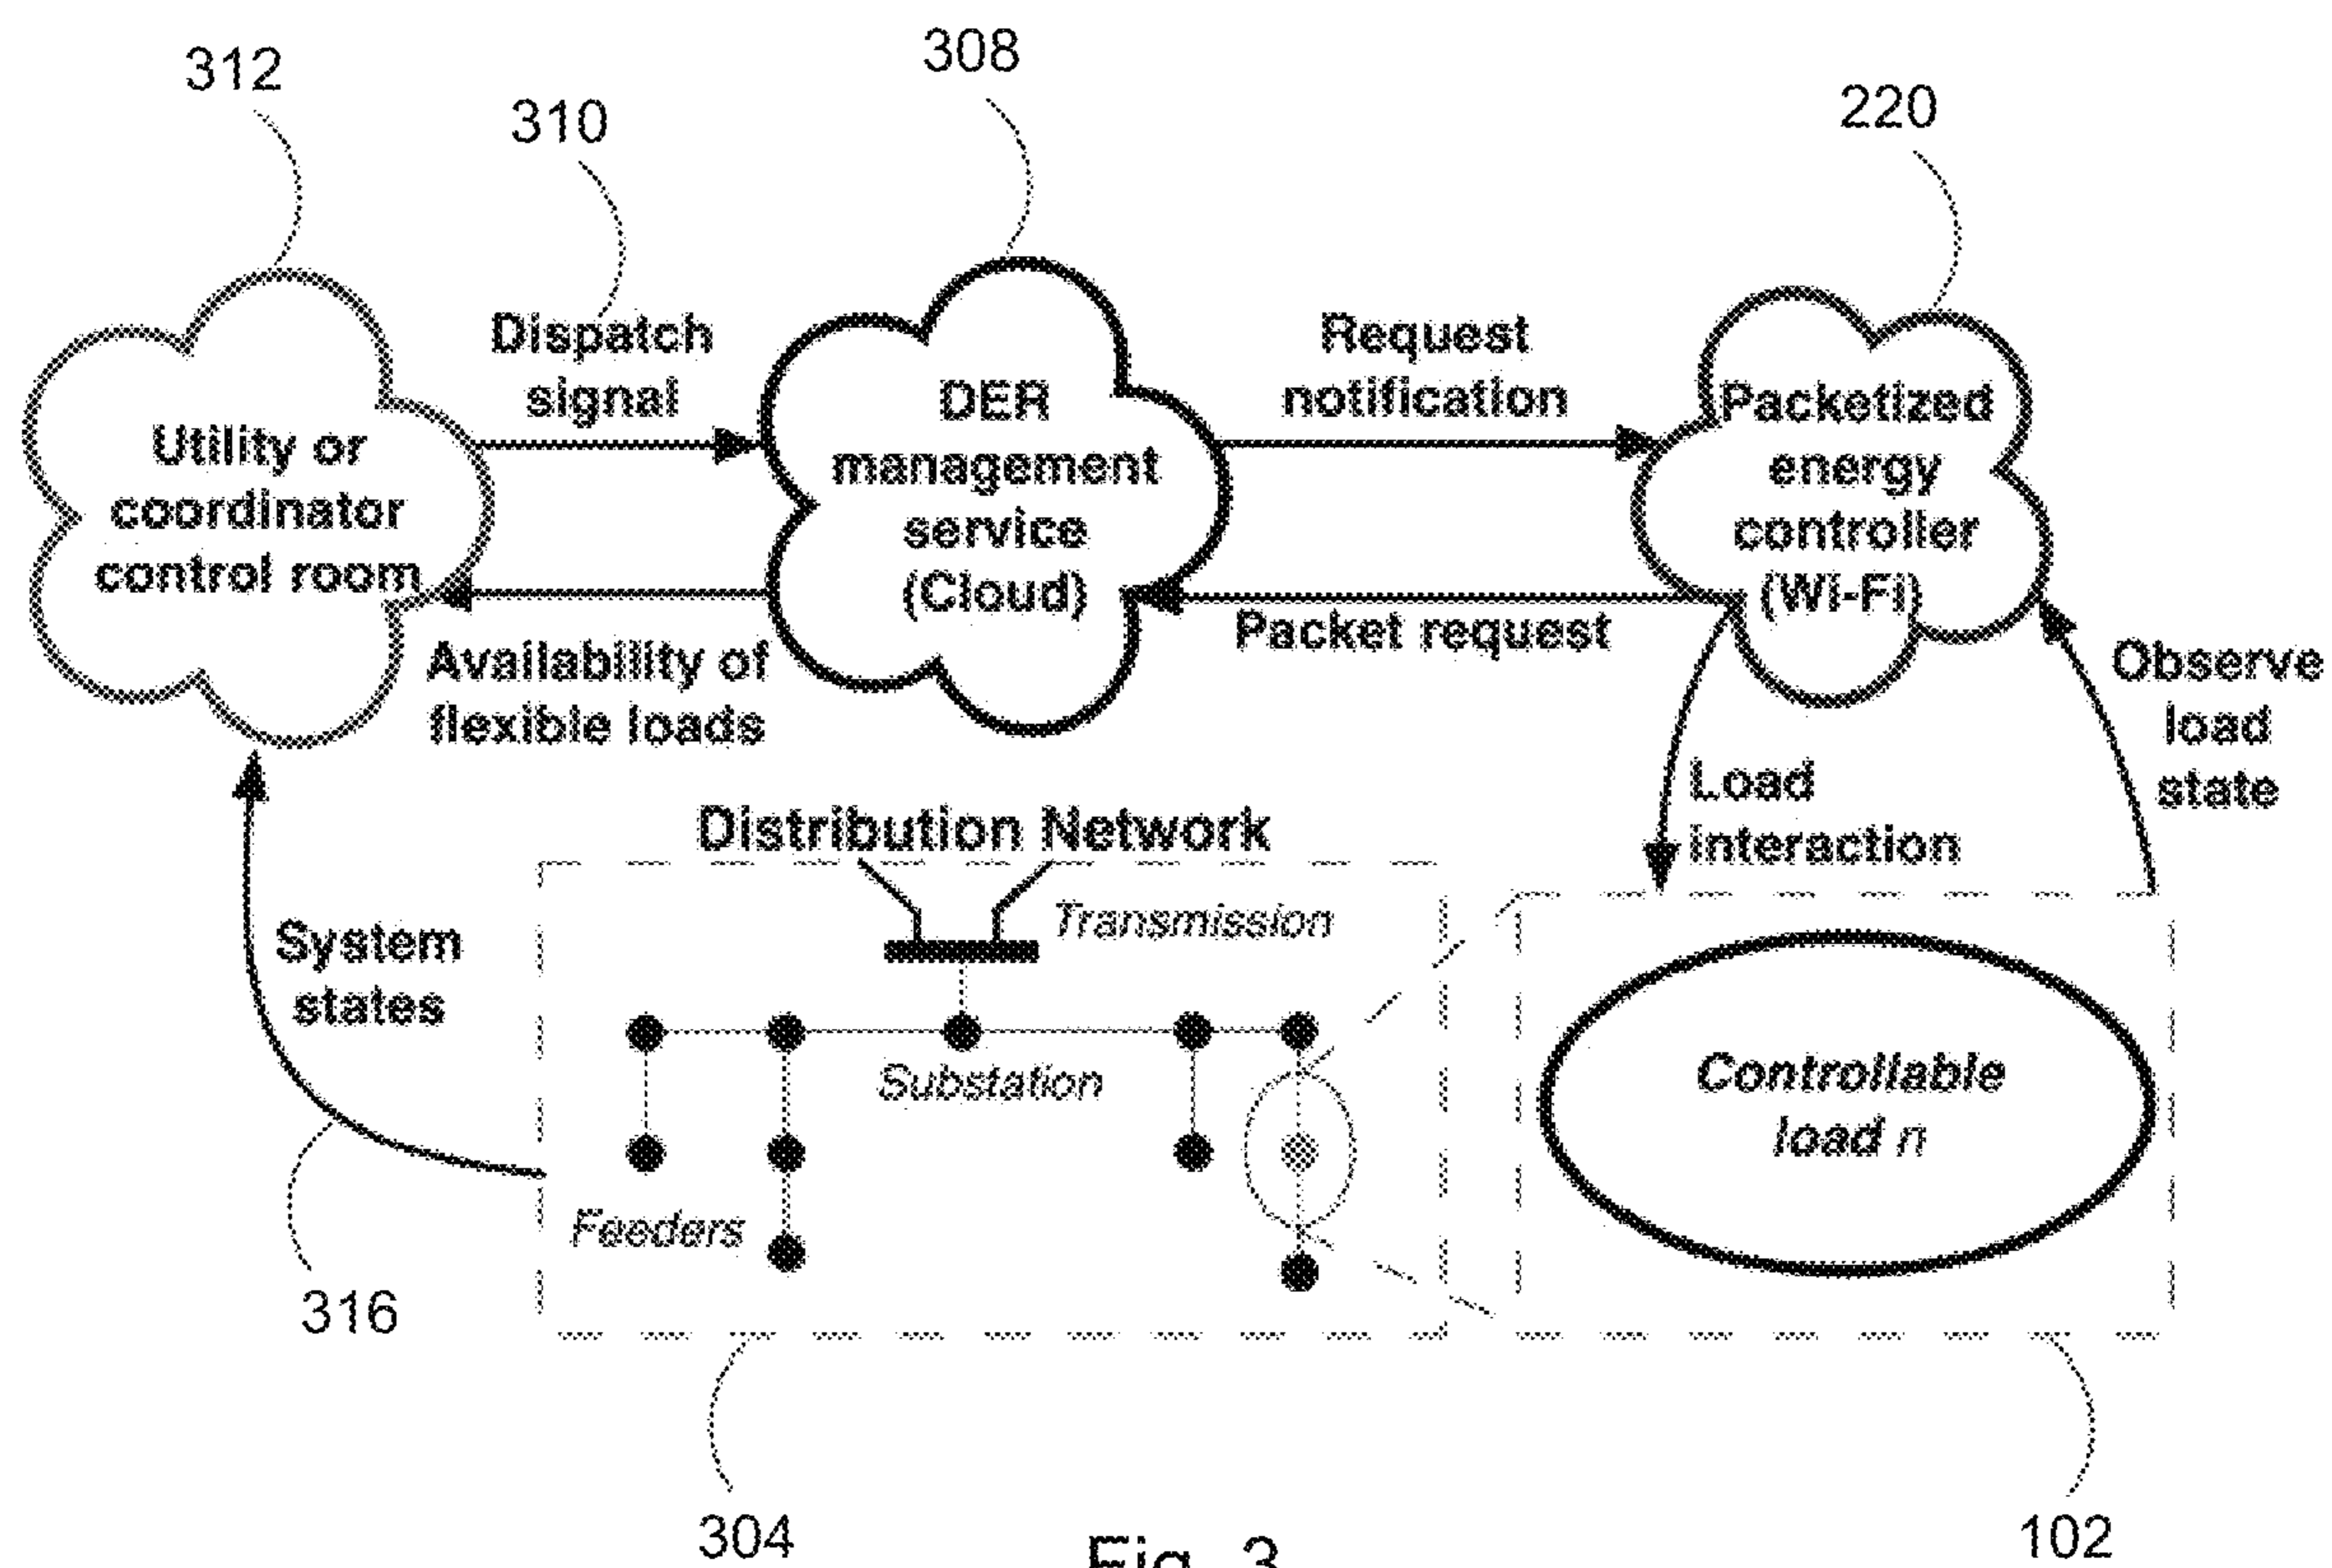 312
308
310
220
Dispatch
signal
Request
notification
Utility or
coordinator
control room
DER
management
service
(Cloud)
Packetized
energy
controller
(Wi-Fi)
Availability of
flexible loads
Packet request
Observe
load
state
Load
interaction
Distribution Network
Transmission
System
states
Substation
Feeders
Controllable
load n
316
304
102
Fig. 3